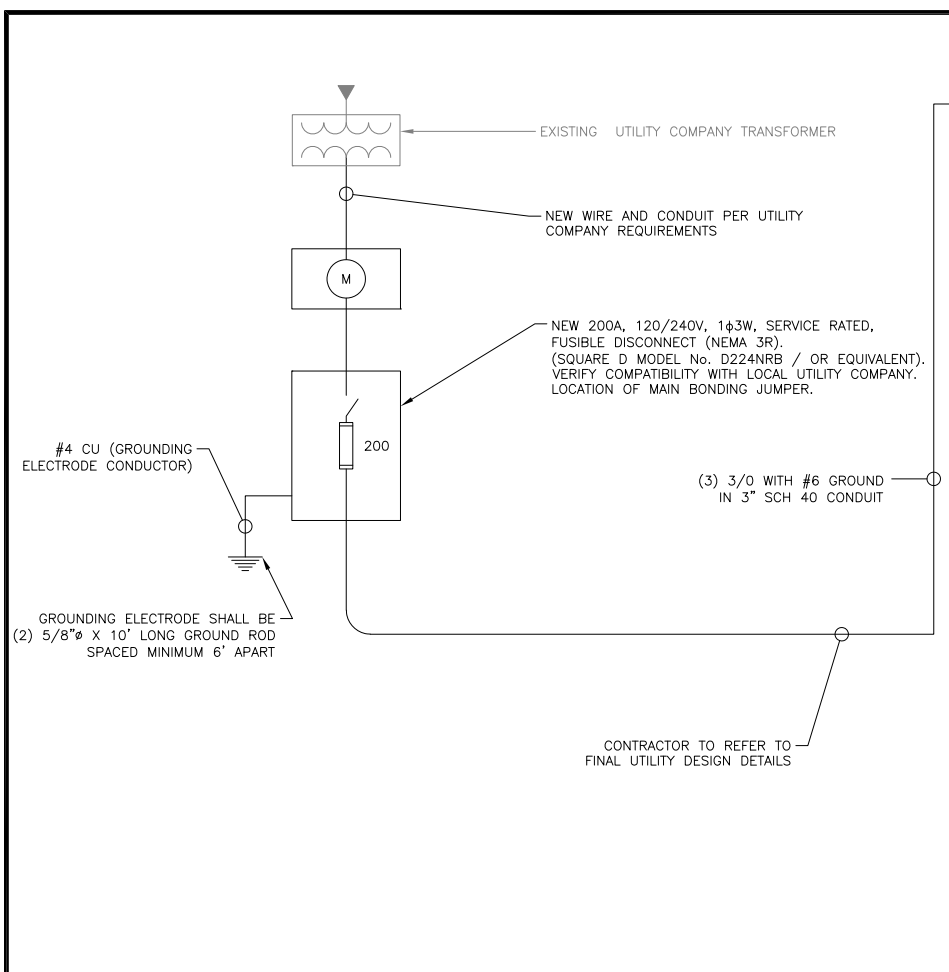 EXISTING UTILITY COMPANY TRANSFORMER
NEW WIRE AND CONDUIT PER UTILITY
COMPANY REQUIREMENTS
M
NEW 200A, 120/240V, 1ϕ3W, SERVICE RATED,
FUSIBLE DISCONNECT (NEMA 3R).
(SQUARE D MODEL No. D224NRB / OR EQUIVALENT).
VERIFY COMPATIBILITY WITH LOCAL UTILITY COMPANY.
LOCATION OF MAIN BONDING JUMPER.
200
#4 CU (GROUNDING
ELECTRODE CONDUCTOR)
(3) 3/0 WITH #6 GROUND
IN 3" SCH 40 CONDUIT
GROUNDING ELECTRODE SHALL BE
(2) 5/8"ø X 10' LONG GROUND ROD
SPACED MINIMUM 6' APART
CONTRACTOR TO REFER TO
FINAL UTILITY DESIGN DETAILS